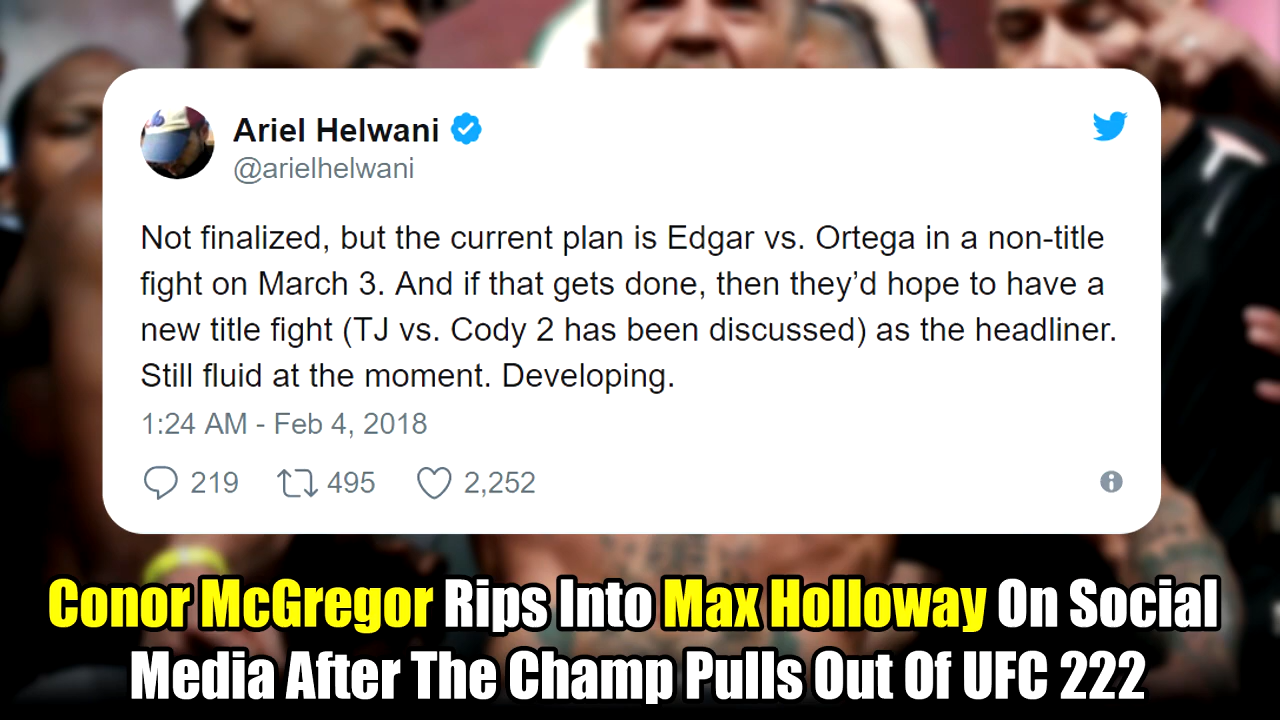 Ariel Helwani
@arielhelwani
Not finalized, but the current plan is Edgar vs. Ortega in a non-title
fight on March 3. And if that gets done, then they’d hope to have a
new title fight (TJ vs. Cody 2 has been discussed) as the headliner.
Still fluid at the moment. Developing.
1:24 AM - Feb 4, 2018
219 495 2,252
Conor McGregor Rips Into Max Holloway On Social
Media After The Champ Pulls Out Of UFC 222